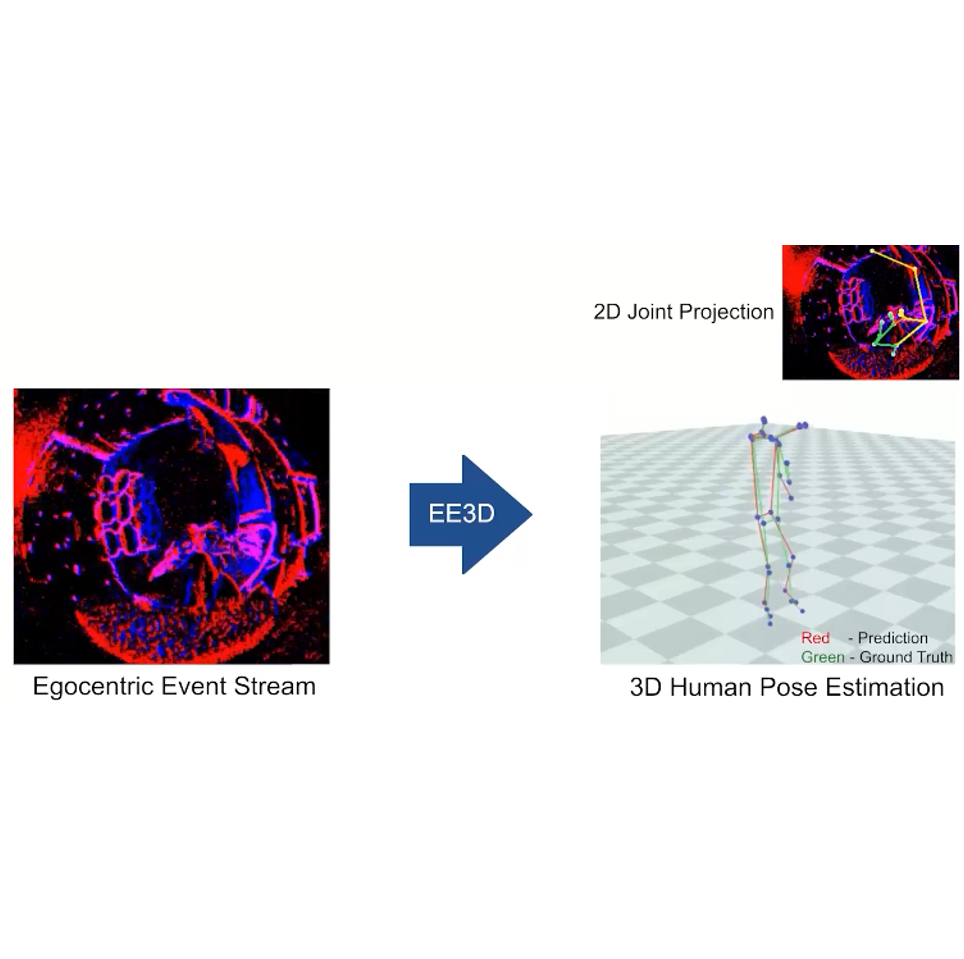 2D Joint Projection
EE3D
Red - Prediction
Green - Ground Truth
Egocentric Event Stream
3D Human Pose Estimation